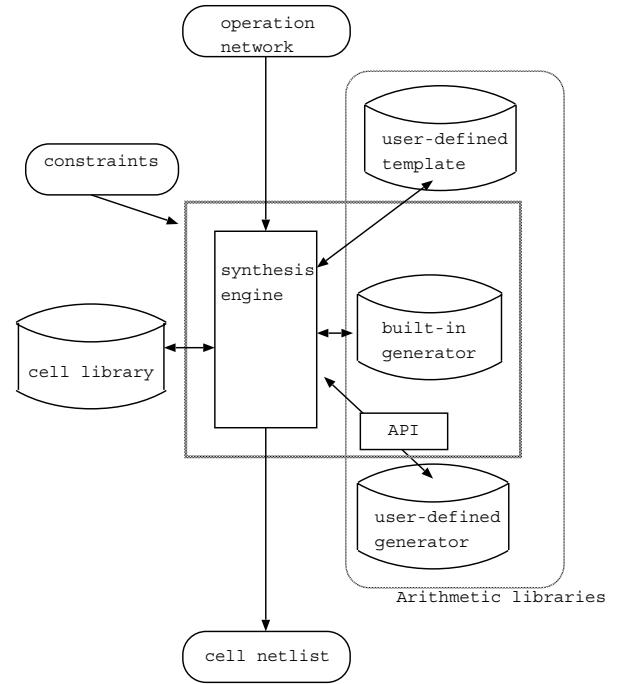 operation
network
user-defined
template
constraints
synthesis
engine
built-in
generator
cell library
API
user-defined
generator
Arithmetic libraries
cell netlist